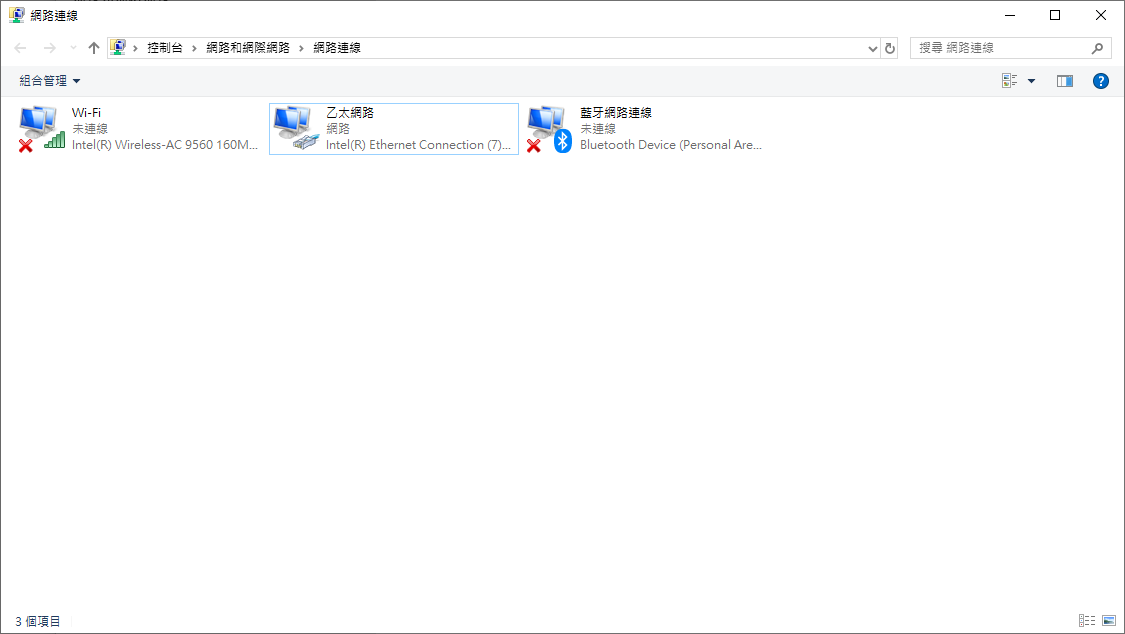 網路連線
控制台 網路和網際網路 網路連線
搜尋 網路連線
組合管理
Wi-Fi
未連線
Intel(R) Wireless-AC 9560 160M...
乙太網路
網路
Intel(R) Ethernet Connection (7)...
藍牙網路連線
未連線
Bluetooth Device (Personal Are...
3 個項目